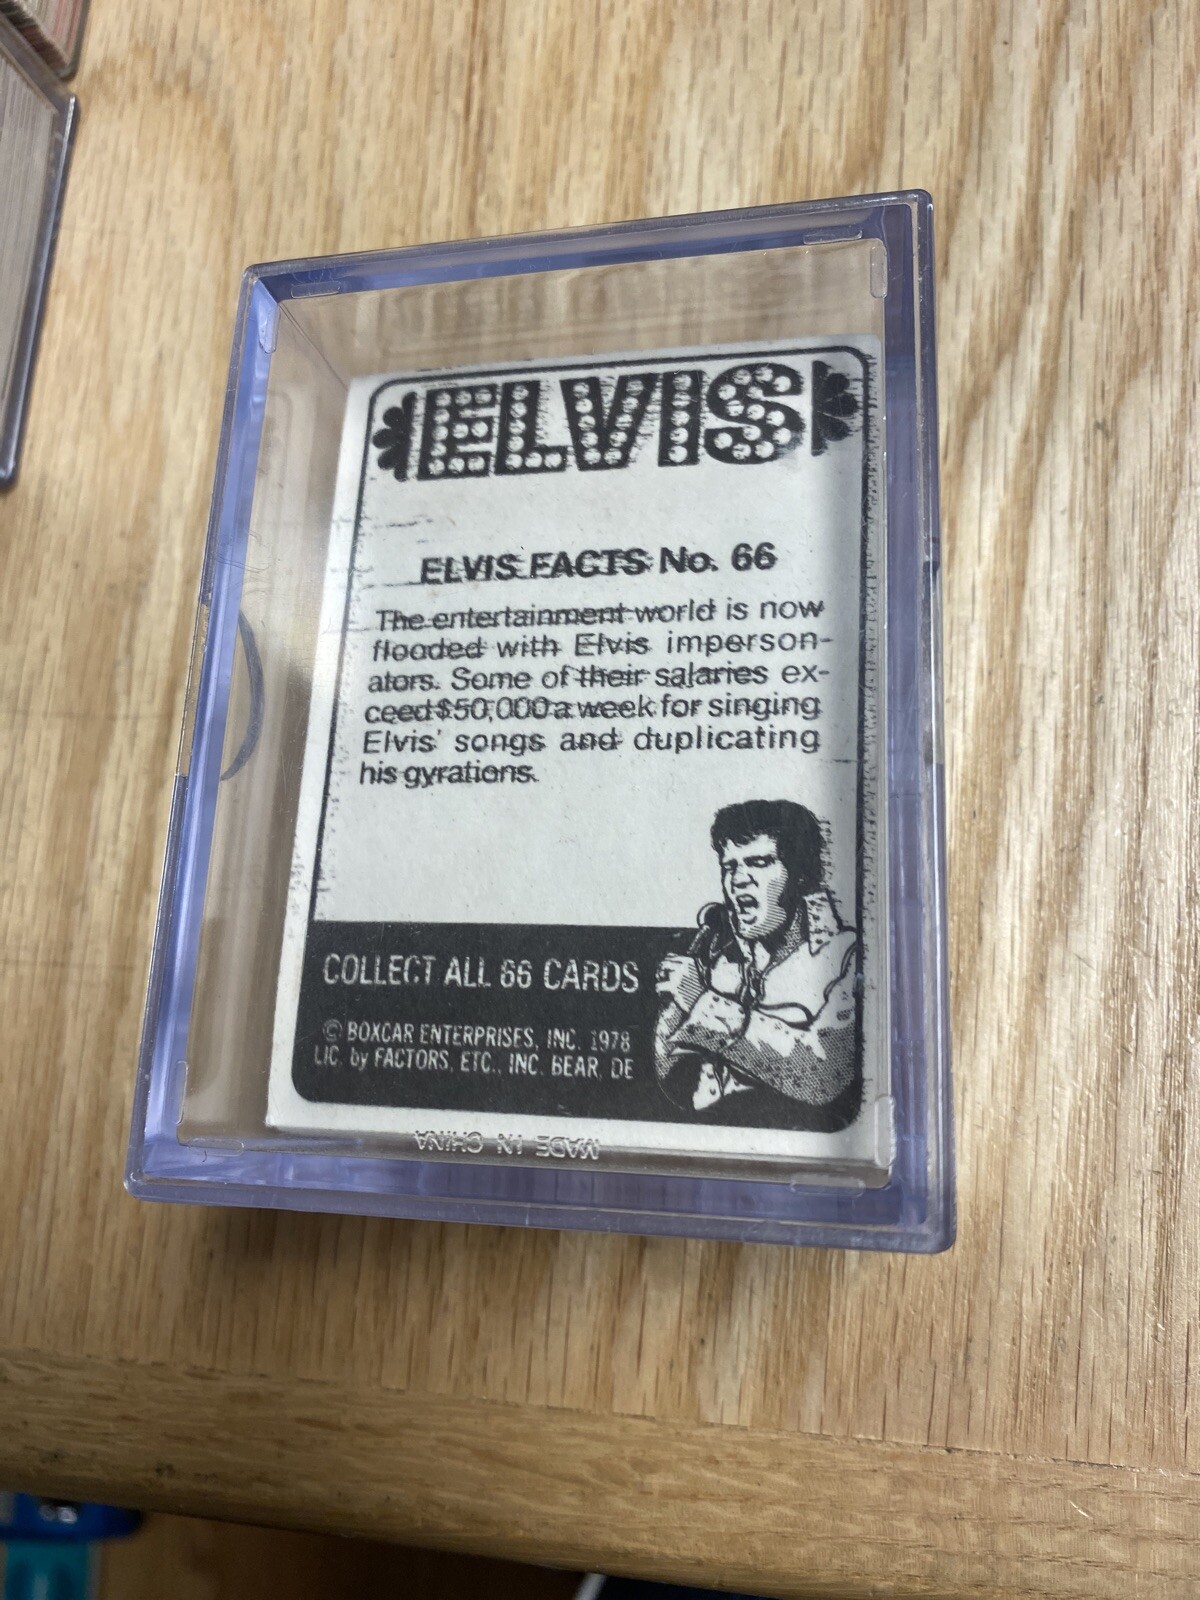 ELVIS
ELVIS FACTS No. 66
The entertainment world is now
flooded with Elvis imperson-
ators. Some of their salaries ex-
ceed $50,000 a week for singing
Elvis' songs and duplicating
his gyrations.
COLLECT ALL 66 CARDS
© BOXCAR ENTERPRISES, INC. 1978
LIC. by FACTORS, ETC., INC. BEAR, DE
MADE IN CHINA